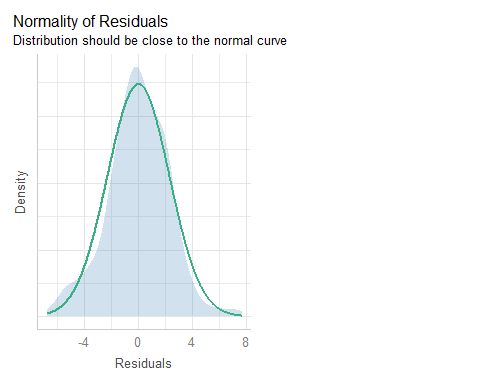 Normality of Residuals
Distribution should be close to the normal curve
Density
-4 0 4 8
Residuals